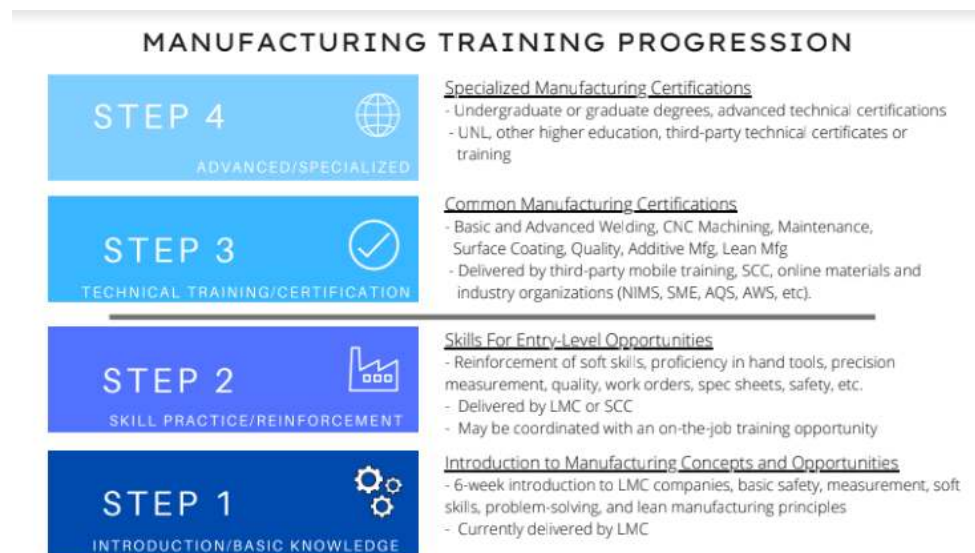 MANUFACTURING TRAINING PROGRESSION
STEP 4
ADVANCED/SPECIALIZED
Specialized Manufacturing Certifications
- Undergraduate or graduate degrees, advanced technical certifications
- UNL, other higher education, third-party technical certificates or
training
STEP 3
TECHNICAL TRAINING/CERTIFICATION
Common Manufacturing Certifications
- Basic and Advanced Welding, CNC Machining, Maintenance,
Surface Coating, Quality, Additive Mfg, Lean Mfg
- Delivered by third-party mobile training, SCC, online materials and
industry organizations (NIMS, SME, AQS, AWS, etc).
STEP 2
SKILL PRACTICE/REINFORCEMENT
Skills For Entry-Level Opportunities
- Reinforcement of soft skills, proficiency in hand tools, precision
measurement, quality, work orders, spec sheets, safety, etc.
- Delivered by LMC or SCC
- May be coordinated with an on-the-job training opportunity
STEP 1
INTRODUCTION/BASIC KNOWLEDGE
Introduction to Manufacturing Concepts and Opportunities
- 6-week introduction to LMC companies, basic safety, measurement, soft
skills, problem-solving, and lean manufacturing principles
- Currently delivered by LMC